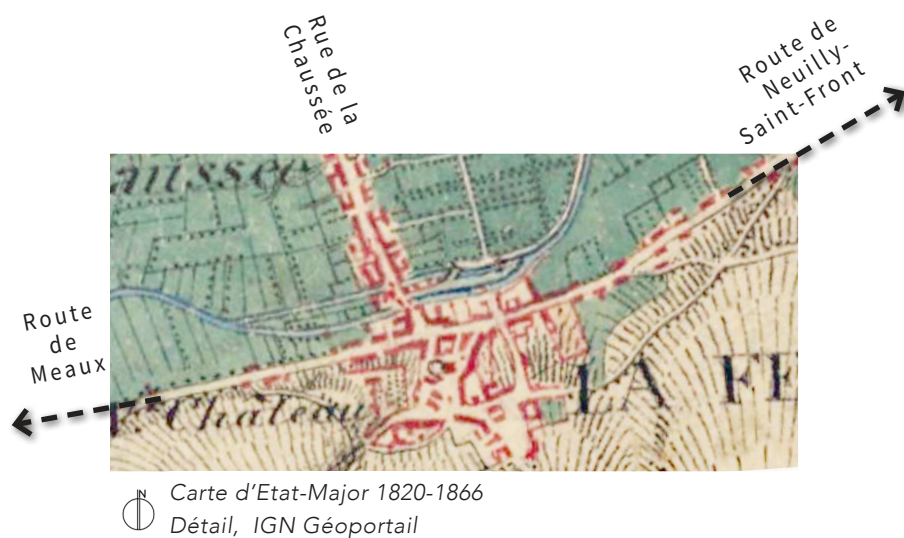 Rue de la
Chaussée
Route de
Neuilly-
Saint-Front
aussée
Route
de
Meaux
Château
LA FE
N
Carte d'Etat-Major 1820-1866
Détail, IGN Géoportail